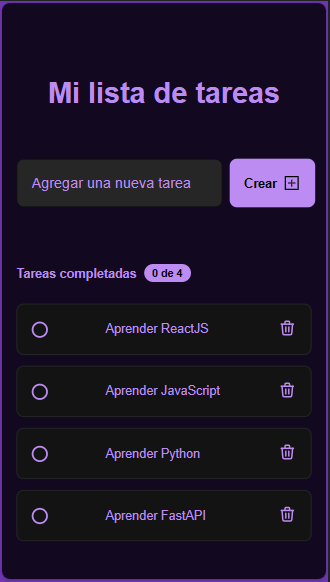 Mi lista de tareas
Agregar una nueva tarea
Crear
Tareas completadas 0 de 4
Aprender ReactJS
Aprender JavaScript
Aprender Python
Aprender FastAPI